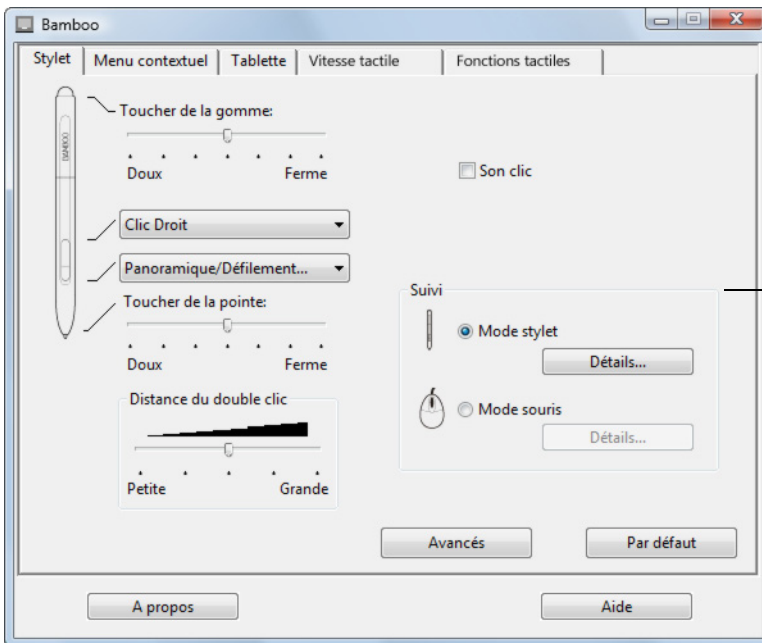 Bamboo
Stylet Menu contextuel Tablette Vitesse tactile Fonctions tactiles
BAMBOO
Toucher de la gomme:
Doux Ferme
Son clic
Clic Droit
Panoramique/Défilement...
Toucher de la pointe:
Doux Ferme
Distance du double clic
Petite Grande
Suivi
Mode stylet
Détails...
Mode souris
Détails...
Avancés Par défaut
A propos Aide